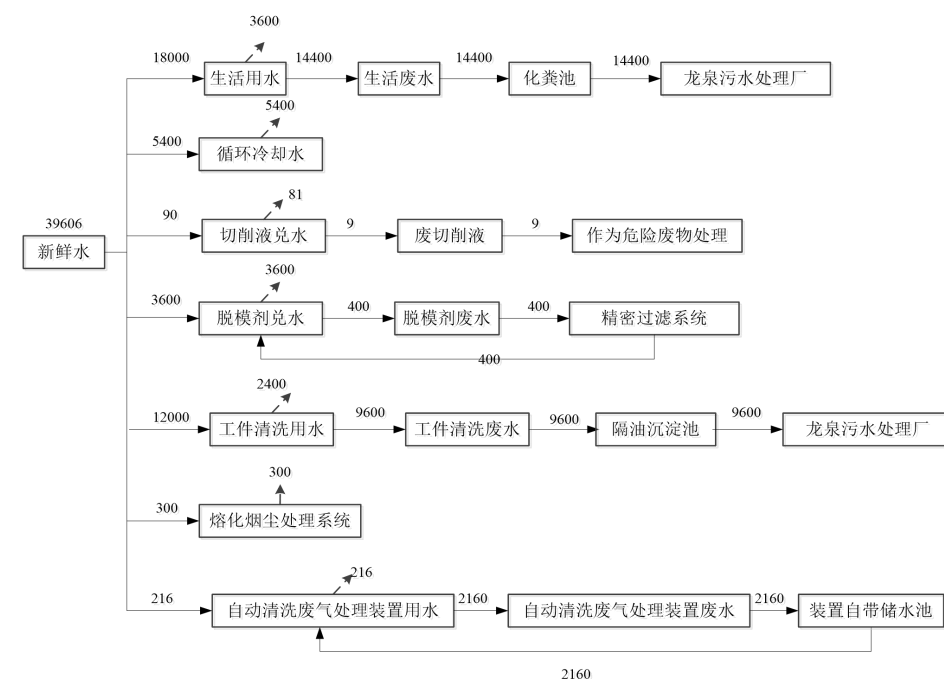 3600
18000
生活用水
14400
生活废水
14400
化粪池
14400
龙泉污水处理厂
5400
5400
循环冷却水
81
90
切削液兑水
9
废切削液
9
作为危险废物处理
39606
新鲜水
3600
3600
脱模剂兑水
400
脱模剂废水
400
精密过滤系统
400
2400
12000
工件清洗用水
9600
工件清洗废水
9600
隔油沉淀池
9600
龙泉污水处理厂
300
300
熔化烟尘处理系统
216
216
自动清洗废气处理装置用水
2160
自动清洗废气处理装置废水
2160
装置自带储水池
2160